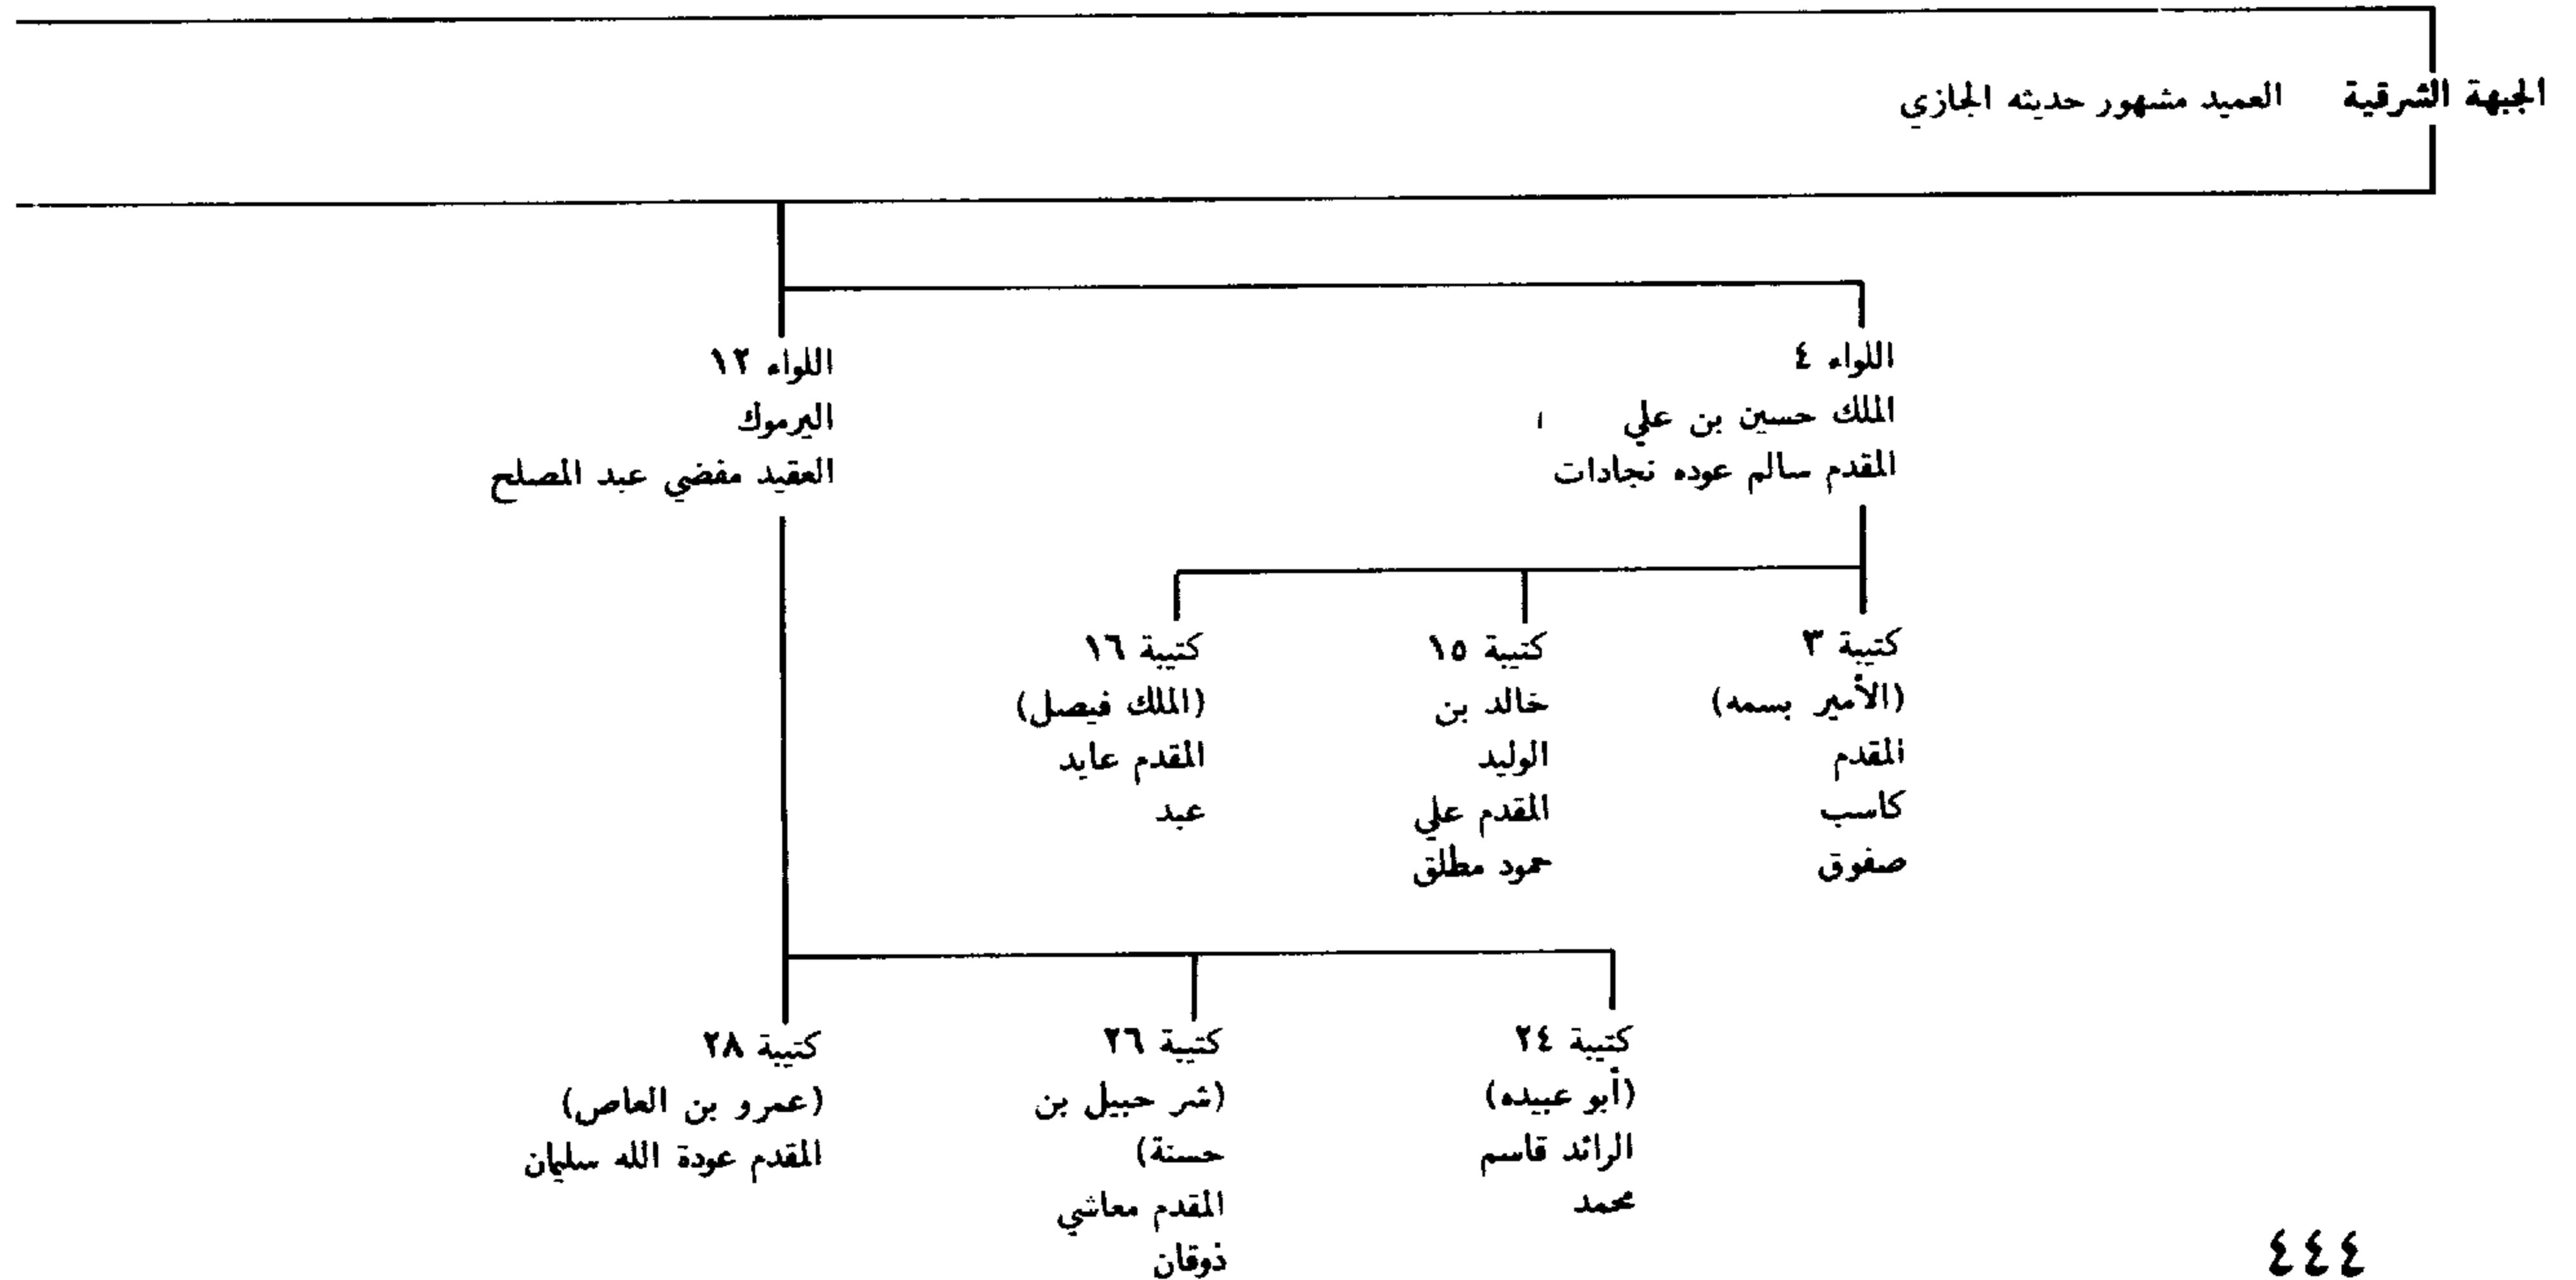 الجبهة الشرقية العميد مشهور حديثه الجازي
اللواء ٤
الملك حسين بن علي
المقدم سالم عوده نجادات
اللواء ١٢
اليرموك
العقيد مفضي عبد المصلح
كتيبة ٣
(الأمير بسمه)
المقدم
كاسب
صفوق
كتيبة ١٥
خالد بن
الوليد
المقدم علي
حمود مطلق
كتيبة ١٦
(الملك فيصل)
المقدم عايد
عبد
كتيبة ٢٤
(أبو عبيده)
الرائد قاسم
محمد
كتيبة ٢٦
(شر حبيل بن
حسنة)
المقدم معاشي
ذوقان
كتيبة ٢٨
(عمرو بن العاص)
المقدم عودة الله سليمان
٤٤٤